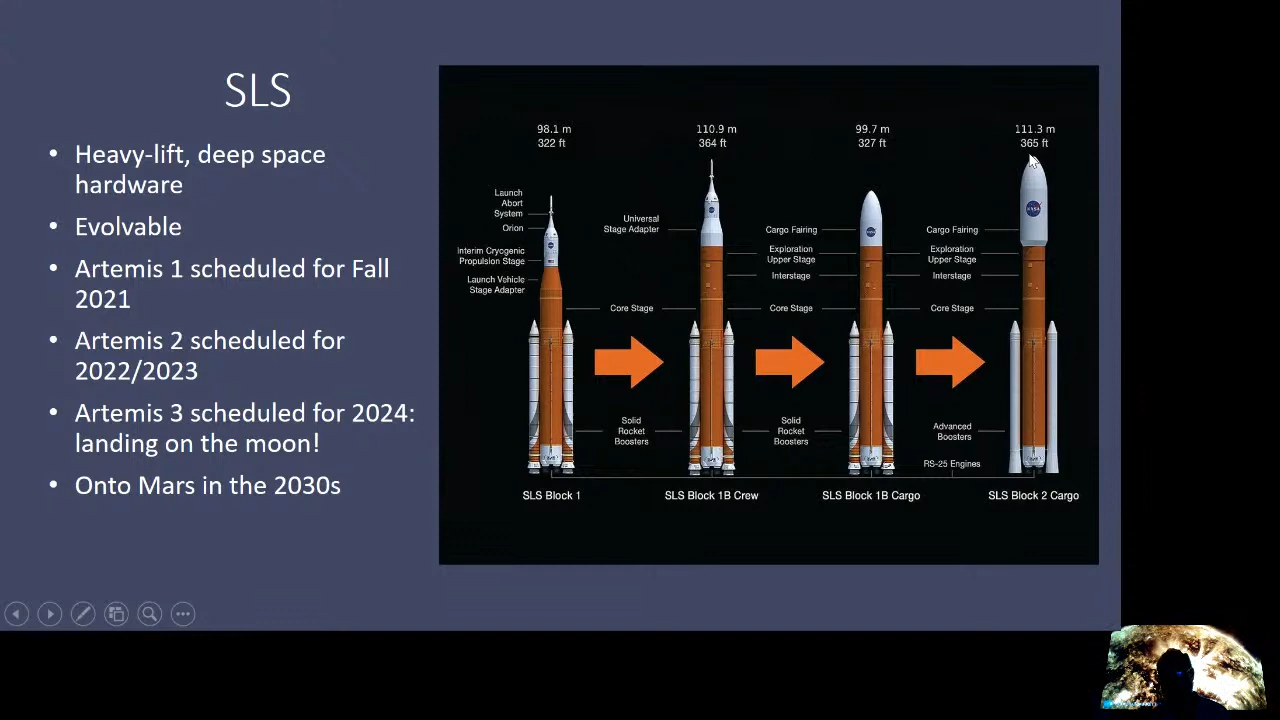 SLS
• Heavy-lift, deep space
hardware
• Evolvable
• Artemis 1 scheduled for Fall
2021
• Artemis 2 scheduled for
2022/2023
• Artemis 3 scheduled for 2024:
landing on the moon!
• Onto Mars in the 2030s
98.1 m
322 ft
Launch
Abort
System
Orion
Interim Cryogenic
Propulsion Stage
Launch Vehicle
Stage Adapter
Core Stage
Solid
Rocket
Boosters
SLS Block 1
110.9 m
364 ft
Universal
Stage Adapter
SLS Block 1B Crew
Cargo Fairing
Exploration
Upper Stage
Interstage
Core Stage
Solid
Rocket
Boosters
99.7 m
327 ft
NASA
SLS Block 1B Cargo
Cargo Fairing
Exploration
Upper Stage
Interstage
Core Stage
Advanced
Boosters
RS-25 Engines
111.3 m
365 ft
NASA
SLS Block 2 Cargo